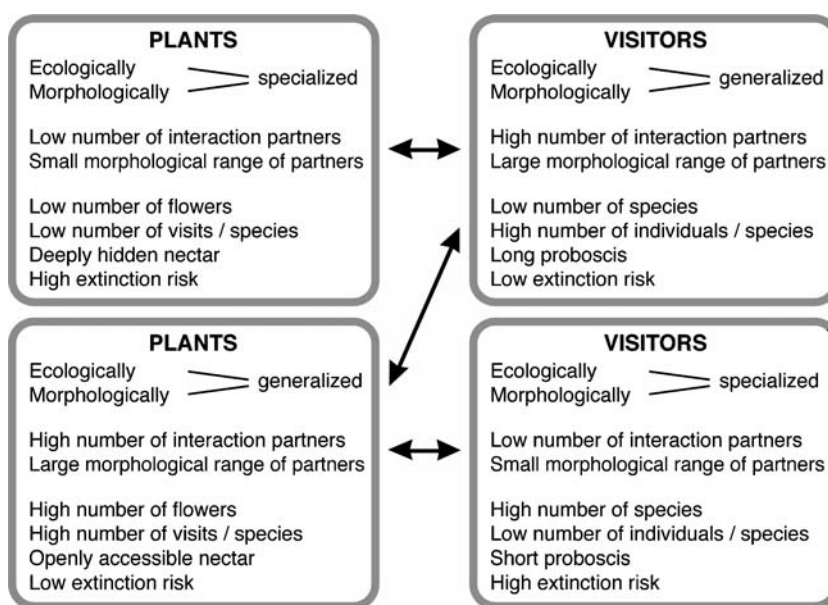 PLANTS
Ecologically
Morphologically
specialized
Low number of interaction partners
Small morphological range of partners
Low number of flowers
Low number of visits / species
Deeply hidden nectar
High extinction risk
VISITORS
Ecologically
Morphologically
generalized
High number of interaction partners
Large morphological range of partners
Low number of species
High number of individuals / species
Long proboscis
Low extinction risk
PLANTS
Ecologically
Morphologically
generalized
High number of interaction partners
Large morphological range of partners
High number of flowers
High number of visits / species
Openly accessible nectar
Low extinction risk
VISITORS
Ecologically
Morphologically
specialized
Low number of interaction partners
Small morphological range of partners
High number of species
Low number of individuals / species
Short proboscis
High extinction risk